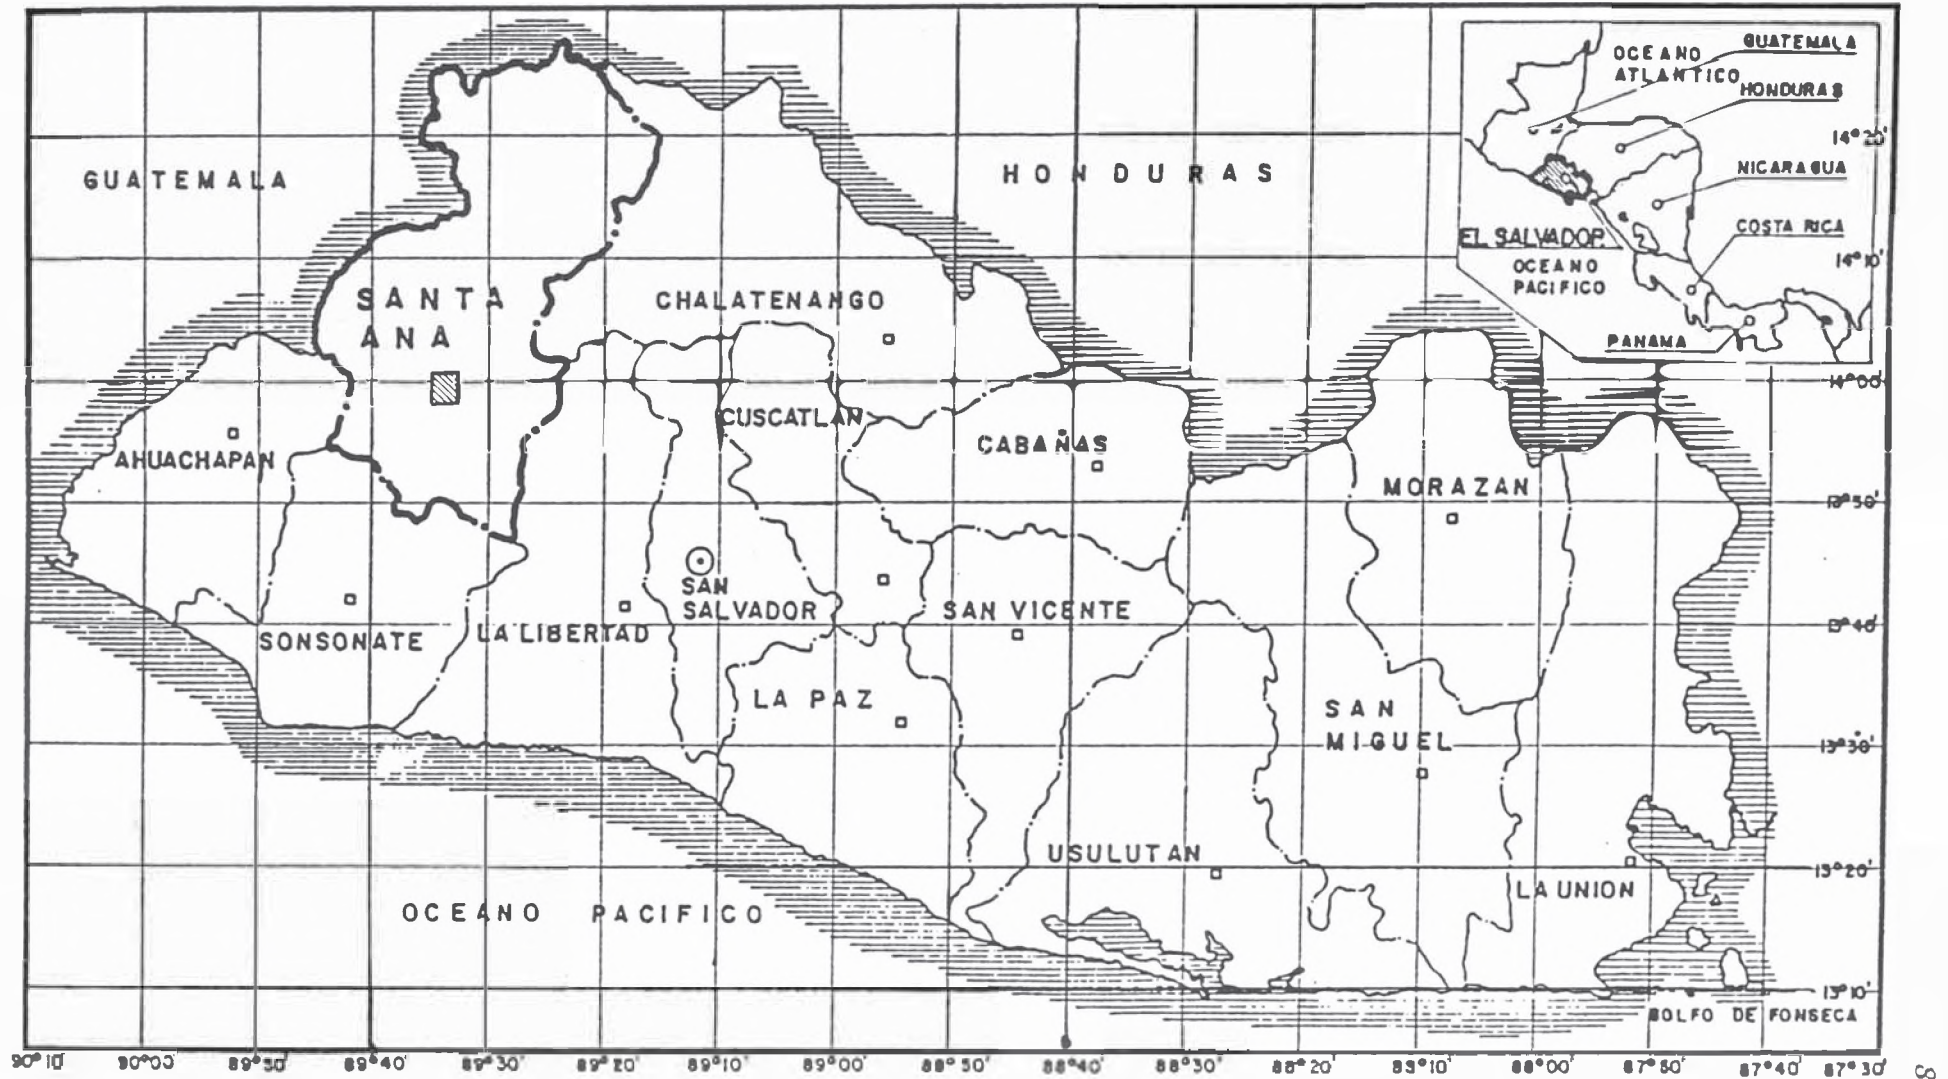 GUATEMALA
OCEANO
ATLANTICO
HONDURAS
14°20'
GUATEMALA
HONDURAS
NICARAGUA
COSTA RICA
EL SALVADOR
OCEANO
PACIFICO
14°10'
SANTA
ANA
CHALATENANGO
PANAMA
14°00'
CUSCATLAN
CABAÑAS
AHUACHAPAN
MORAZAN
13°50'
SAN
SALVADOR
SAN VICENTE
13°40'
SONSONATE
LA LIBERTAD
LA PAZ
SAN
MIGUEL
13°30'
USULUTAN
13°20'
LA UNION
OCEANO PACIFICO
13°10'
GOLFO DE FONSECA
90°10' 90°00' 89°50' 89°40' 89°30' 89°20' 89°10' 89°00' 88°50' 88°40' 88°30' 88°20' 88°10' 88°00' 87°50' 87°40' 87°30'
8